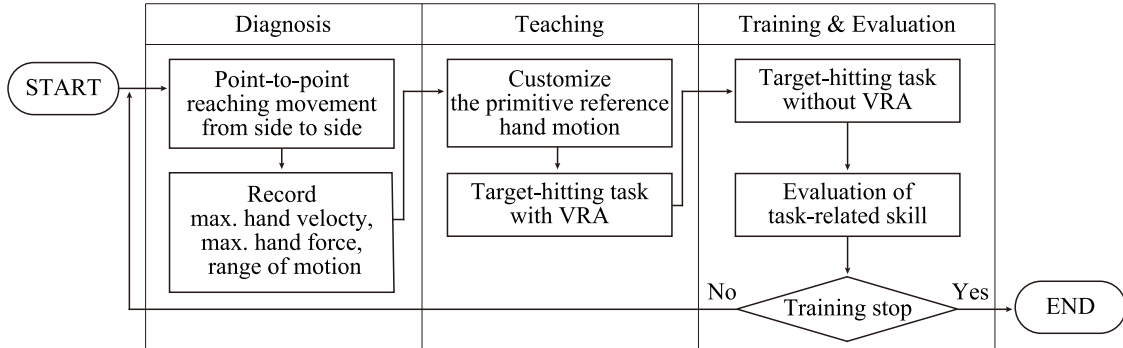 Diagnosis
Teaching
Training & Evaluation
START
Point-to-point
reaching movement
from side to side
Record
max. hand velocty,
max. hand force,
range of motion
Customize
the primitive reference
hand motion
Target-hitting task
with VRA
Target-hitting task
without VRA
Evaluation of
task-related skill
Training stop
No
Yes
END